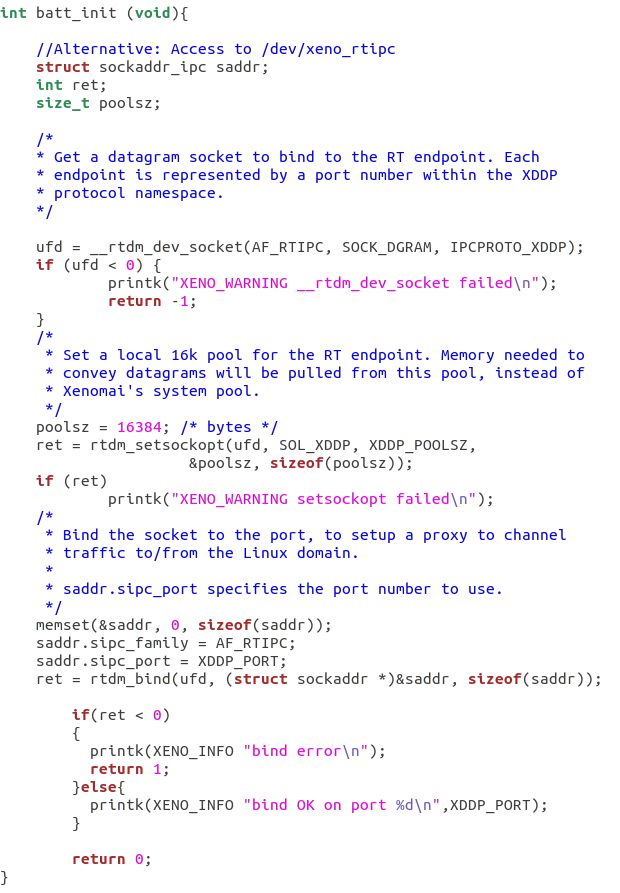 int batt_init (void){

    //Alternative: Access to /dev/xeno_rtipc
    struct sockaddr_ipc saddr;
    int ret;
    size_t poolsz;

    /*
    * Get a datagram socket to bind to the RT endpoint. Each
    * endpoint is represented by a port number within the XDDP
    * protocol namespace.
    */

    ufd = __rtdm_dev_socket(AF_RTIPC, SOCK_DGRAM, IPCPROTO_XDDP);
    if (ufd < 0) {
            printk("XENO_WARNING __rtdm_dev_socket failed\n");
            return -1;
    }
    /*
     * Set a local 16k pool for the RT endpoint. Memory needed to
     * convey datagrams will be pulled from this pool, instead of
     * Xenomai's system pool.
     */
    poolsz = 16384; /* bytes */
    ret = rtdm_setsockopt(ufd, SOL_XDDP, XDDP_POOLSZ,
                     &poolsz, sizeof(poolsz));
    if (ret)
            printk("XENO_WARNING setsockopt failed\n");
    /*
     * Bind the socket to the port, to setup a proxy to channel
     * traffic to/from the Linux domain.
     *
     * saddr.sipc_port specifies the port number to use.
     */
    memset(&saddr, 0, sizeof(saddr));
    saddr.sipc_family = AF_RTIPC;
    saddr.sipc_port = XDDP_PORT;
    ret = rtdm_bind(ufd, (struct sockaddr *)&saddr, sizeof(saddr));

        if(ret < 0)
        {
          printk(XENO_INFO "bind error\n");
          return 1;
        }else{
          printk(XENO_INFO "bind OK on port %d\n",XDDP_PORT);
        }

        return 0;
}